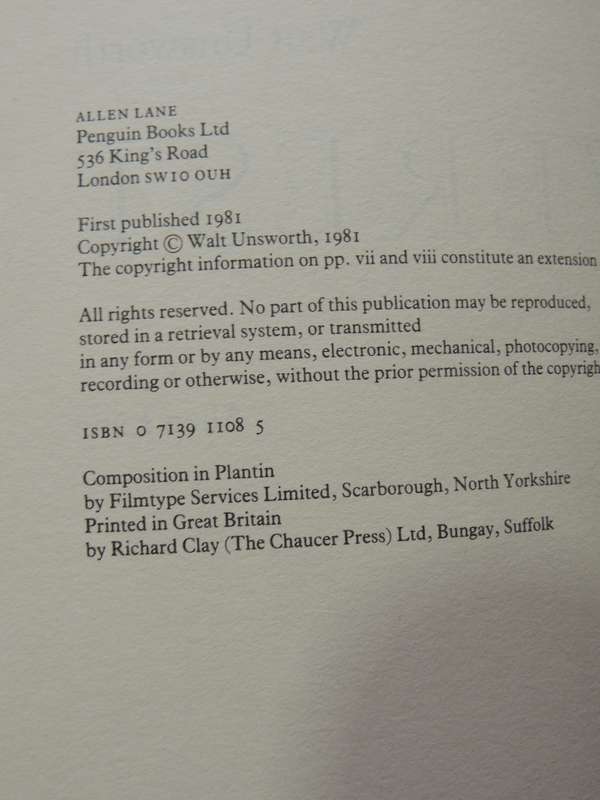 ALLEN LANE
Penguin Books Ltd
536 King's Road
London SW10 0UH
First published 1981
Copyright © Walt Unsworth, 1981
The copyright information on pp. vii and viii constitute an extension
All rights reserved. No part of this publication may be reproduced,
stored in a retrieval system, or transmitted
in any form or by any means, electronic, mechanical, photocopying,
recording or otherwise, without the prior permission of the copyrigh
ISBN 0 7139 1108 5
Composition in Plantin
by Filmtype Services Limited, Scarborough, North Yorkshire
Printed in Great Britain
by Richard Clay (The Chaucer Press) Ltd, Bungay, Suffolk